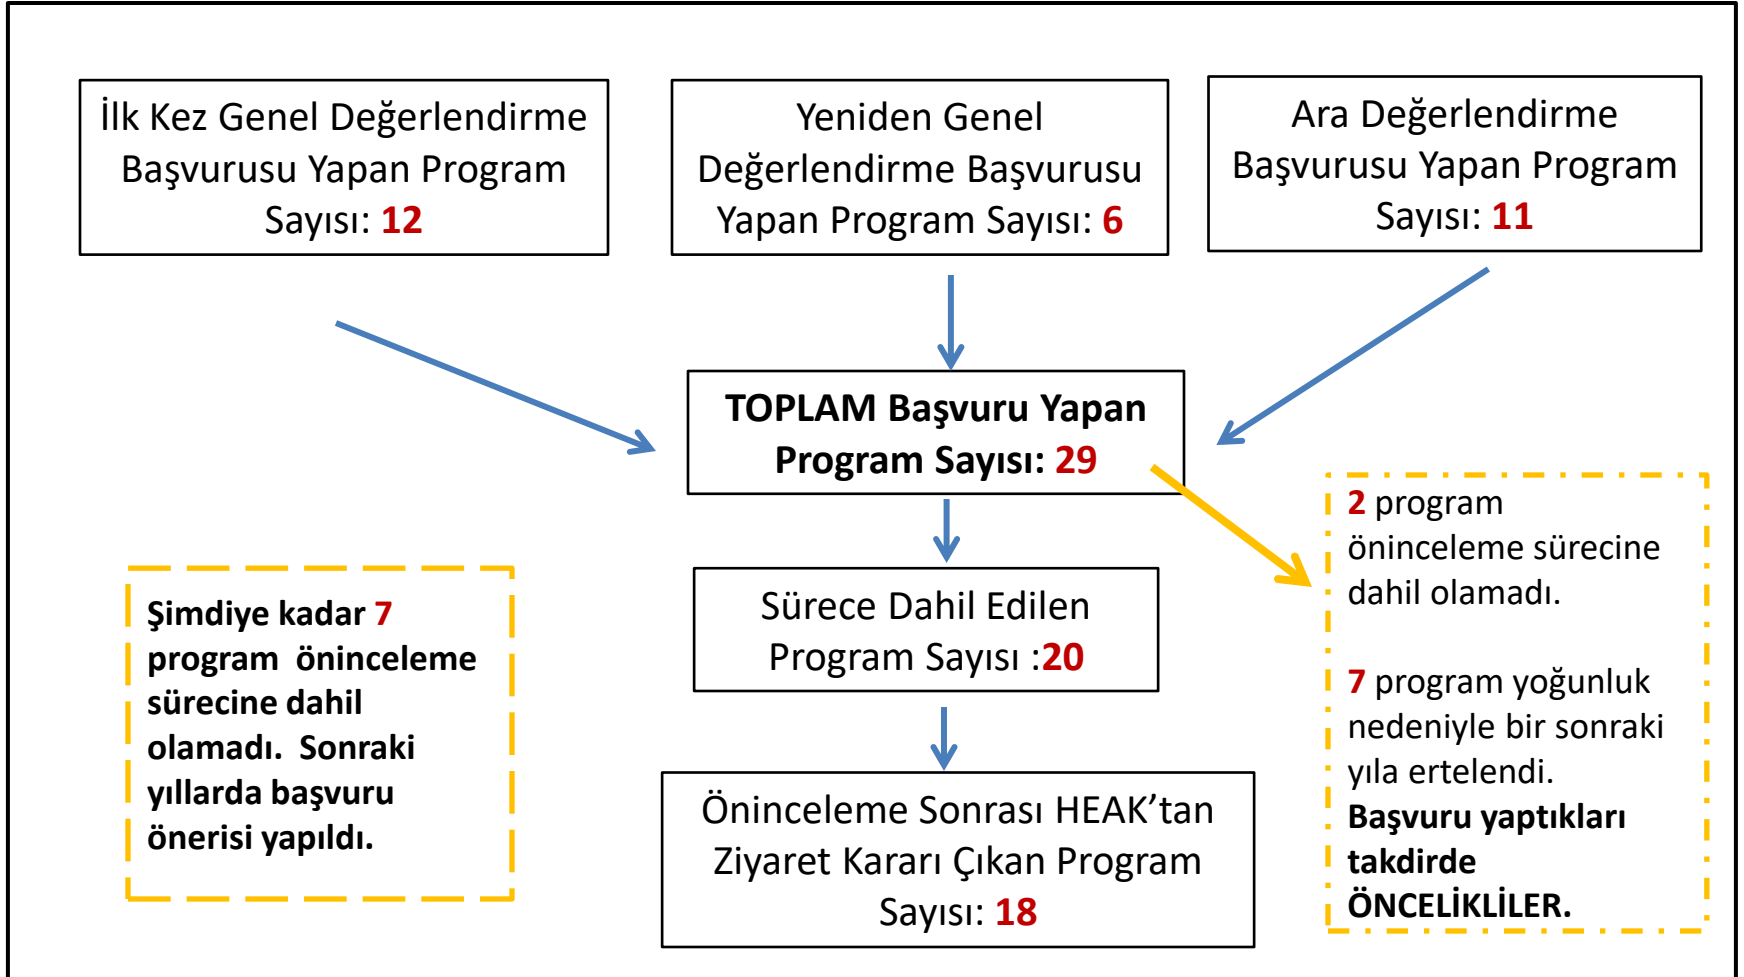 İlk Kez Genel Değerlendirme
Başvurusu Yapan Program
Sayısı: 12
Yeniden Genel
Değerlendirme Başvurusu
Yapan Program Sayısı: 6
Ara Değerlendirme
Başvurusu Yapan Program
Sayısı: 11
TOPLAM Başvuru Yapan
Program Sayısı: 29
Sürece Dahil Edilen
Program Sayısı :20
Öninceleme Sonrası HEAK’tan
Ziyaret Kararı Çıkan Program
Sayısı: 18
Şimdiye kadar 7
program  öninceleme
sürecine dahil
olamadı.  Sonraki
yıllarda başvuru
önerisi yapıldı.
2 program
öninceleme sürecine
dahil olamadı.
7 program yoğunluk
nedeniyle bir sonraki
yıla ertelendi.
Başvuru yaptıkları
takdirde
ÖNCELİKLİLER.